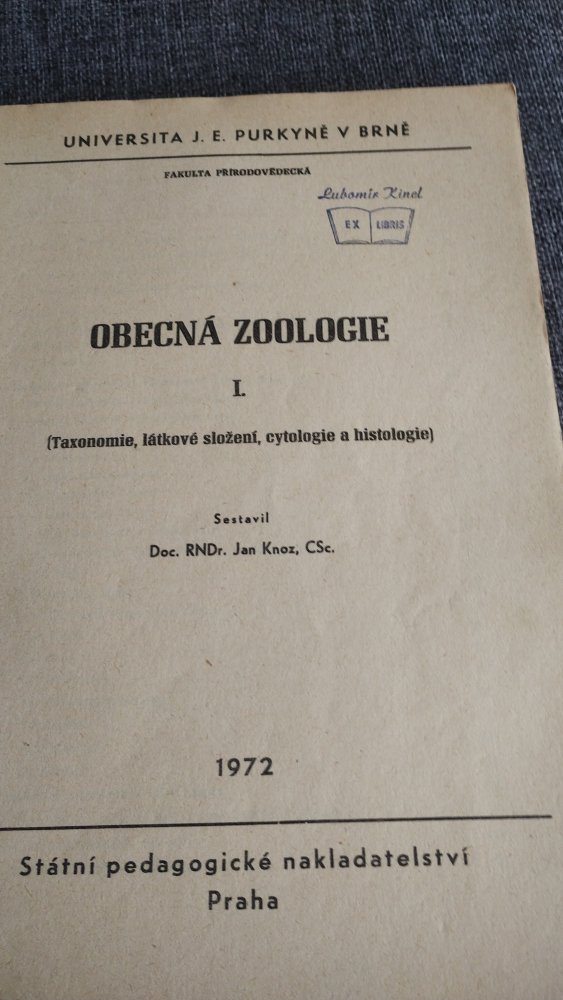 UNIVERSITA J. E. PURKYNĚ V BRNĚ
FAKULTA PŘÍRODOVĚDECKÁ
Lubomír Kinel
EX LIBRIS
OBECNÁ ZOOLOGIE
I.
(Taxonomie, látkové složení, cytologie a histologie)
Sestavil
Doc. RNDr. Jan Knoz, CSc.
1972
Státní pedagogické nakladatelství
Praha